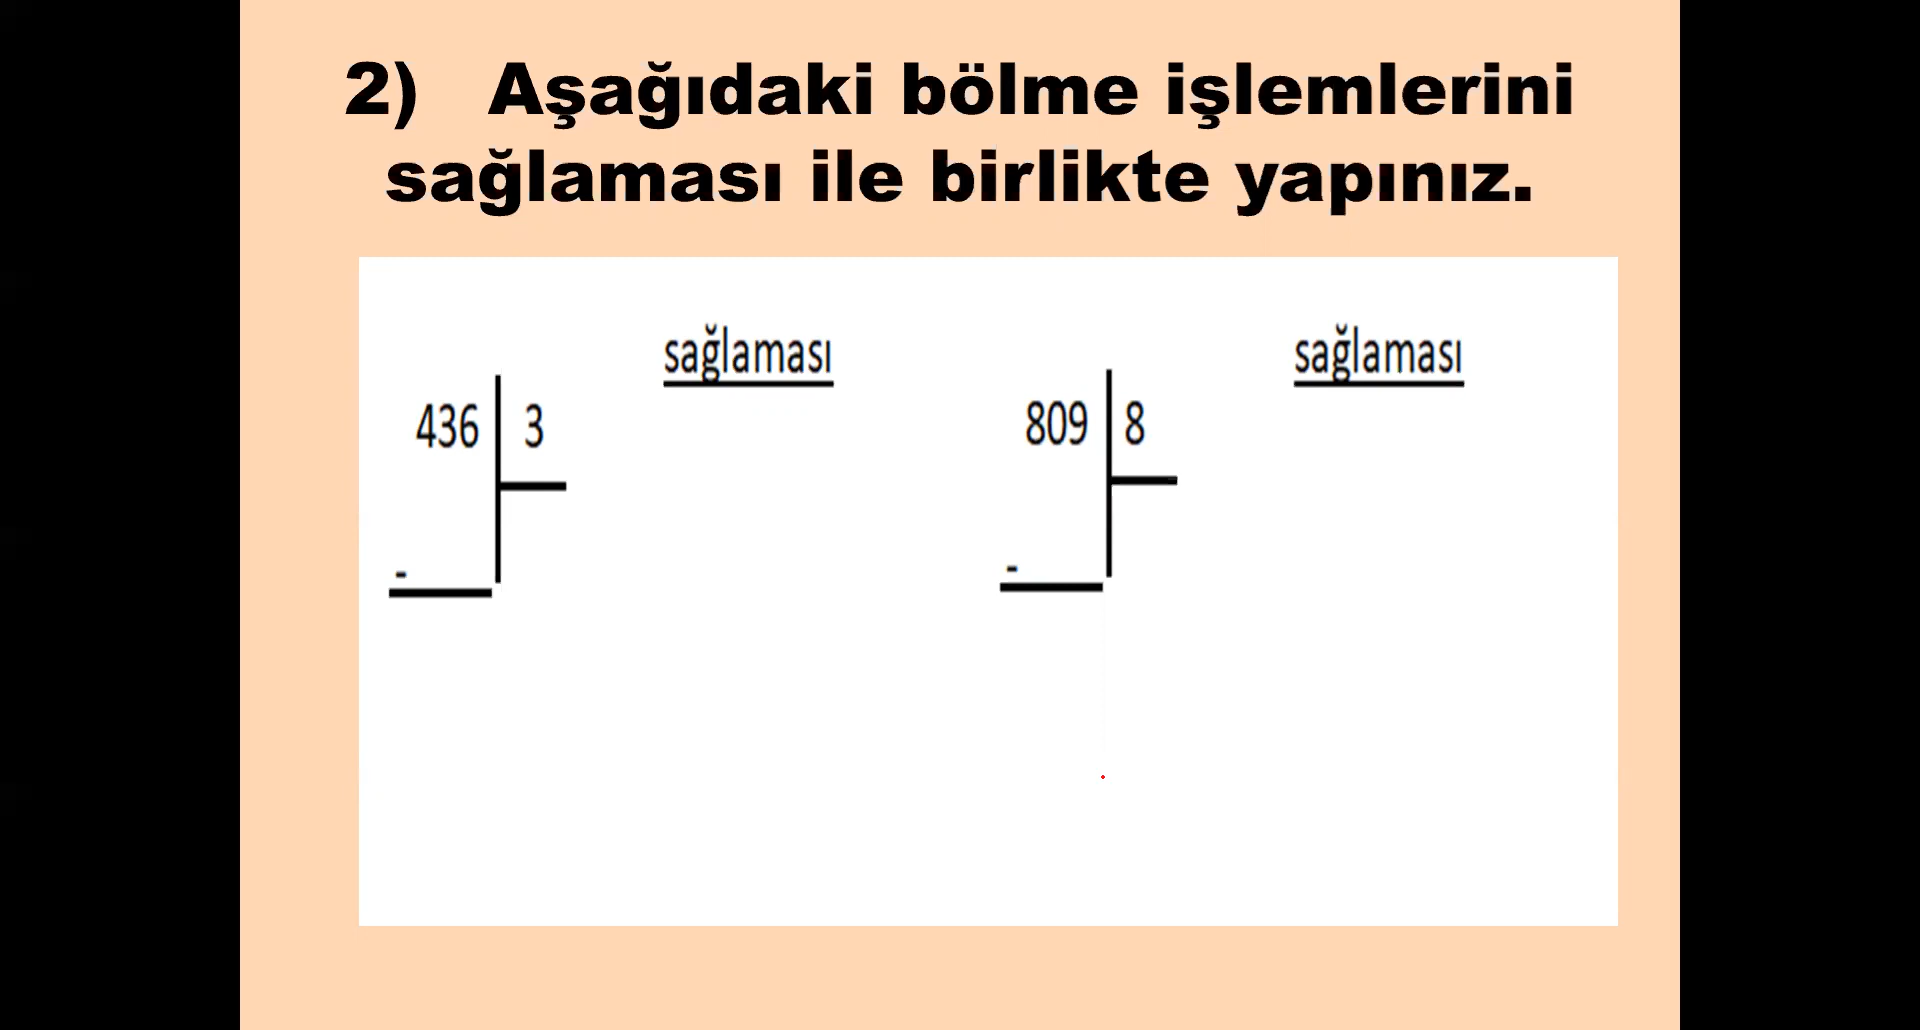 2) Aşağıdaki bölme işlemlerini
sağlaması ile birlikte yapınız.
sağlaması
436 3
-
sağlaması
809 8
-